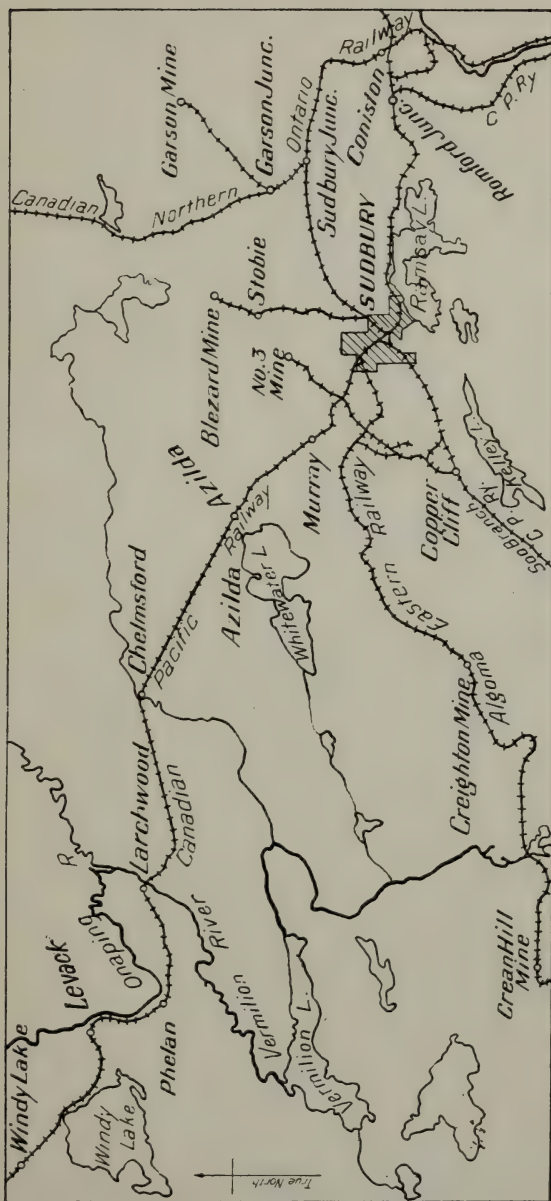 Windy Lake
Windy
Lake
Levack
Phelan
Onaping
R.
Larchwood
Vermilion
River
Vermilion L.
Canadian
Pacific
Railway
Chelmsford
Azilda
Azilda
Whitewater L.
Murray
Blezard Mine
Stobie
No. 3
Mine
SUDBURY
Ramsay L.
Canadian
Northern
Ontario
Railway
Garson Mine
Garson Junc.
Sudbury Junc.
Coniston
Romford Junc.
C P. Ry
Copper
Cliff
Kelley L.
Soo Branch
C. P. Ry.
Algoma
Eastern
Railway
Creighton Mine
Crean Hill
Mine
True North